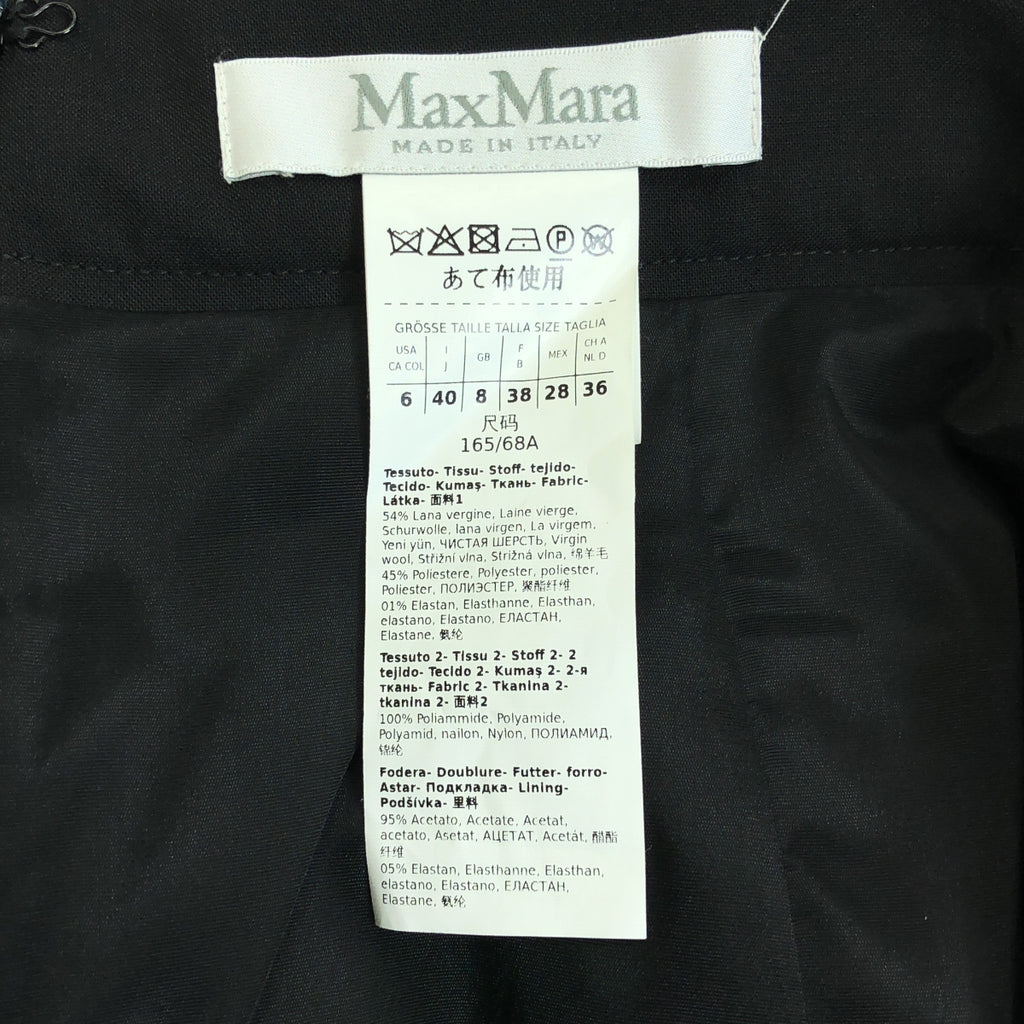 MaxMara
MADE IN ITALY
P W
あて布使用
GRÖSSE TAILLE TALLA SIZE TAGLIA
USA I GB F MEX CH A
CA COL J B NL D
6 40 8 38 28 36
尺码
165/68A
Tessuto- Tissu- Stoff- tejido-
Tecido- Kumaş- Ткань- Fabric-
Látka- 面料1
54% Lana vergine, Laine vierge,
Schurwolle, lana virgen, La virgem,
Yeni yün, ЧИСТАЯ ШЕРСТЬ, Virgin
wool, Střižní vlna, Strižná vlna, 绵羊毛
45% Poliestere, Polyester, poliester,
Poliester, ПОЛИЭСТЕР, 聚酯纤维
01% Elastan, Elasthanne, Elasthan,
elastano, Elastano, ЕЛАСТАН,
Elastane, 氨纶
Tessuto 2- Tissu 2- Stoff 2- 2
tejido- Tecido 2- Kumaş 2- 2-я
ткань- Fabric 2- Tkanina 2-
tkanina 2- 面料2
100% Poliammide, Polyamide,
Polyamid, nailon, Nylon, ПОЛИАМИД,
锦纶
Fodera- Doublure- Futter- forro-
Astar- Подкладка- Lining-
Podšívka- 里料
95% Acetato, Acetate, Acetat,
acetato, Asetat, АЦЕТАТ, Acetát, 醋酯
纤维
05% Elastan, Elasthanne, Elasthan,
elastano, Elastano, ЕЛАСТАН,
Elastane, 氨纶